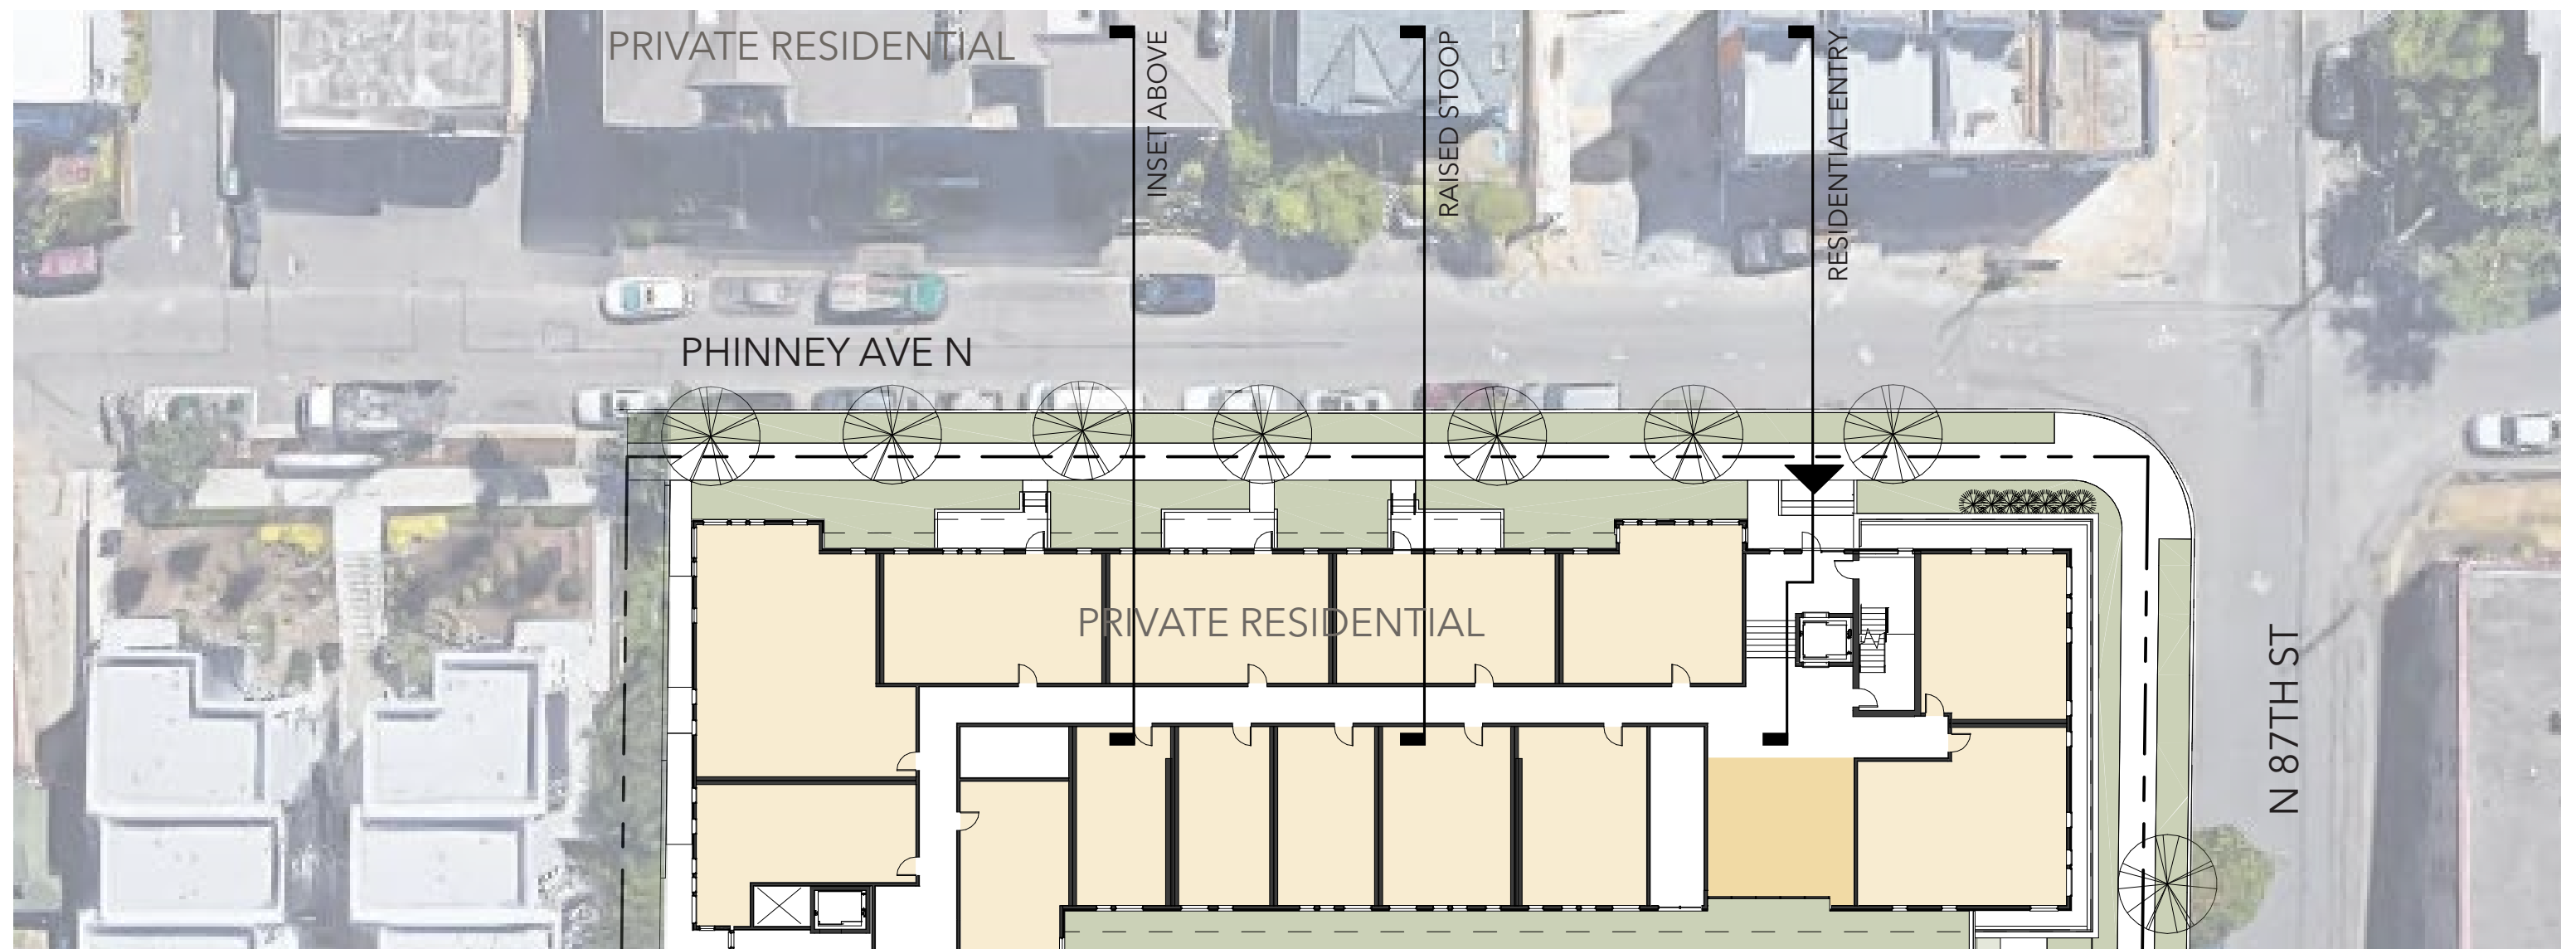 PRIVATE RESIDENTIAL
INSET ABOVE
RAISED STOOP
RESIDENTIAL ENTRY
PHINNEY AVE N
PRIVATE RESIDENTIAL
N 87TH ST